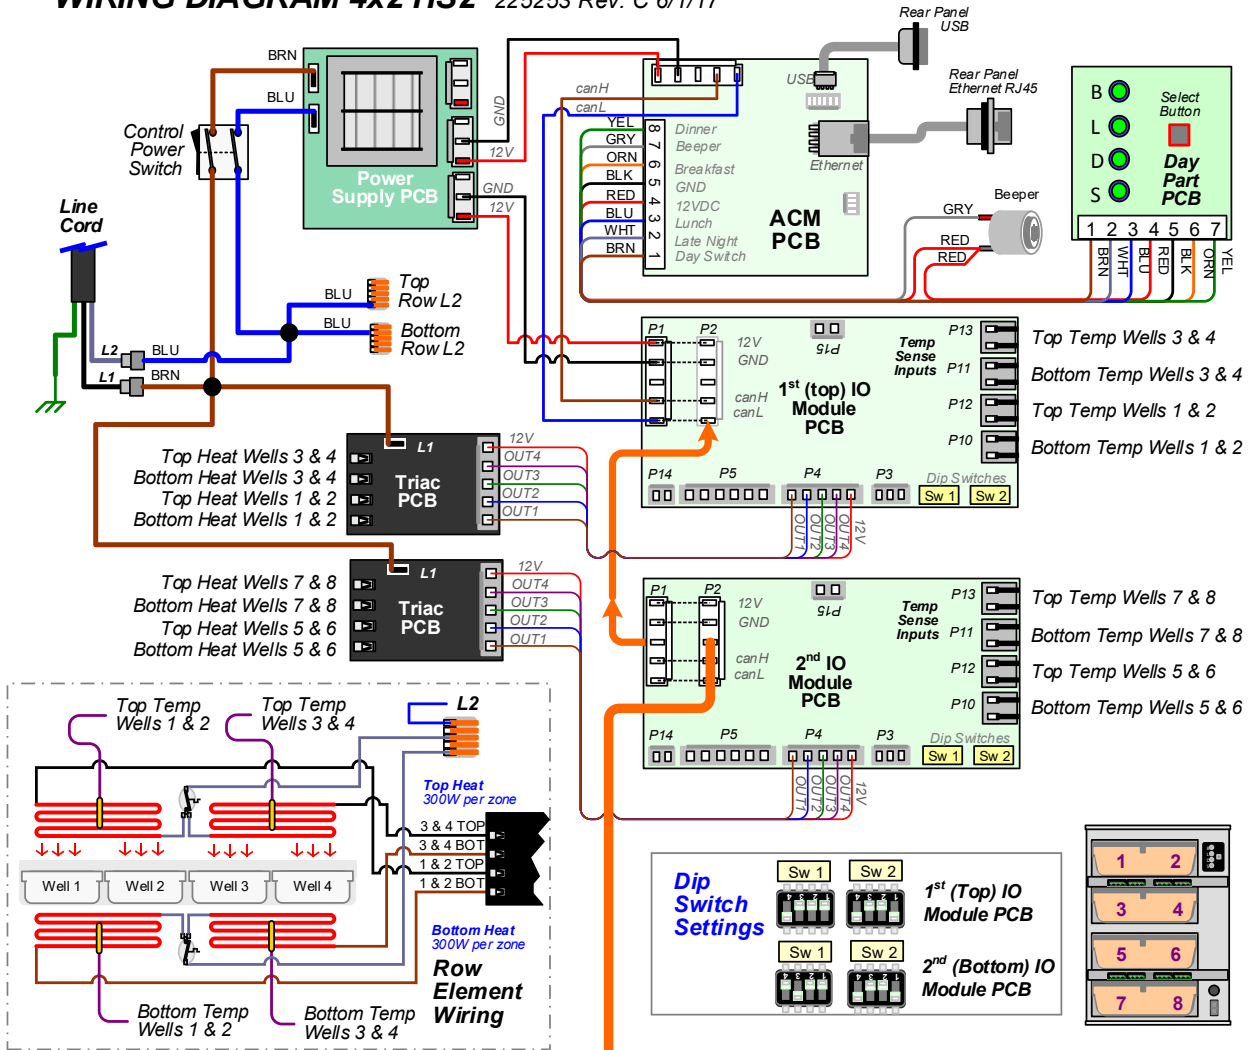 WIRING DIAGRAM 4x2 HS2 225253 Rev. C 6/1/17
BRN
BLU
Control
Power
Switch
Line
Cord
Power
Supply PCB
GND
12V
GND
12V
canH
canL
YEL
GRY
ORN
BLK
RED
BLU
WHT
BRN
8
7
6
5
4
3
2
1
Dinner
Beeper
Breakfast
GND
12VDC
Lunch
Late Night
Day Switch
USB
Ethernet
ACM
PCB
Rear Panel
USB
Rear Panel
Ethernet RJ45
Beeper
GRY
RED
RED
B
L
D
S
Select
Button
Day
Part
PCB
1 2 3 4 5 6 7
BRN
WHT
BLU
RED
BLK
ORN
YEL
BLU
Top
Row L2
BLU
Bottom
Row L2
L2
BLU
L1
BRN
P1
P2
12V
GND
canH
canL
P15
1st (top) IO
Module
PCB
Temp
Sense
Inputs
P13
P11
P12
P10
Top Temp Wells 3 & 4
Bottom Temp Wells 3 & 4
Top Temp Wells 1 & 2
Bottom Temp Wells 1 & 2
P14
P5
P4
P3
Dip Switches
Sw 1
Sw 2
OUT1
OUT2
OUT3
OUT4
12V
Top Heat Wells 3 & 4
Bottom Heat Wells 3 & 4
Top Heat Wells 1 & 2
Bottom Heat Wells 1 & 2
L1
Triac
PCB
12V
OUT4
OUT3
OUT2
OUT1
Top Heat Wells 7 & 8
Bottom Heat Wells 7 & 8
Top Heat Wells 5 & 6
Bottom Heat Wells 5 & 6
L1
Triac
PCB
12V
OUT4
OUT3
OUT2
OUT1
P1
P2
12V
GND
canH
canL
P15
2nd IO
Module
PCB
Temp
Sense
Inputs
P13
P11
P12
P10
Top Temp Wells 7 & 8
Bottom Temp Wells 7 & 8
Top Temp Wells 5 & 6
Bottom Temp Wells 5 & 6
P14
P5
P4
P3
Dip Switches
Sw 1
Sw 2
OUT1
OUT2
OUT3
OUT4
12V
Top Temp
Wells 1 & 2
Top Temp
Wells 3 & 4
L2
Top Heat
300W per zone
3 & 4 TOP
3 & 4 BOT
1 & 2 TOP
1 & 2 BOT
Well 1
Well 2
Well 3
Well 4
Bottom Heat
300W per zone
Row
Element
Wiring
Bottom Temp
Wells 1 & 2
Bottom Temp
Wells 3 & 4
Dip
Switch
Settings
Sw 1
Sw 2
1st (Top) IO
Module PCB
Sw 1
Sw 2
2nd (Bottom) IO
Module PCB
1 2
3 4
5 6
7 8